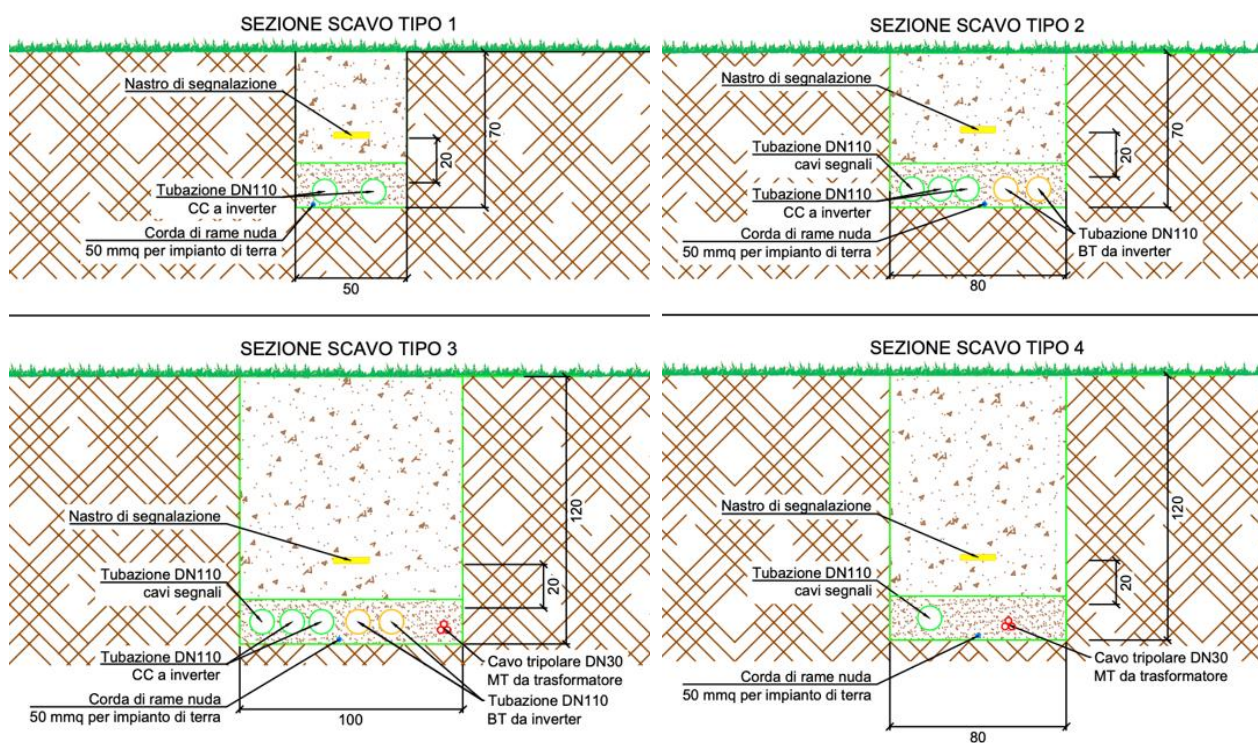 SEZIONE SCAVO TIPO 1
Nastro di segnalazione
70
20
Tubazione DN110
CC a inverter
Corda di rame nuda
50 mmq per impianto di terra
50
SEZIONE SCAVO TIPO 2
Nastro di segnalazione
70
20
Tubazione DN110
cavi segnali
Tubazione DN110
CC a inverter
Corda di rame nuda
50 mmq per impianto di terra
Tubazione DN110
BT da inverter
80
SEZIONE SCAVO TIPO 3
120
Nastro di segnalazione
20
Tubazione DN110
cavi segnali
Tubazione DN110
CC a inverter
Cavo tripolare DN30
MT da trasformatore
Corda di rame nuda
50 mmq per impianto di terra
Tubazione DN110
BT da inverter
100
SEZIONE SCAVO TIPO 4
120
Nastro di segnalazione
20
Tubazione DN110
cavi segnali
Cavo tripolare DN30
MT da trasformatore
Corda di rame nuda
50 mmq per impianto di terra
80